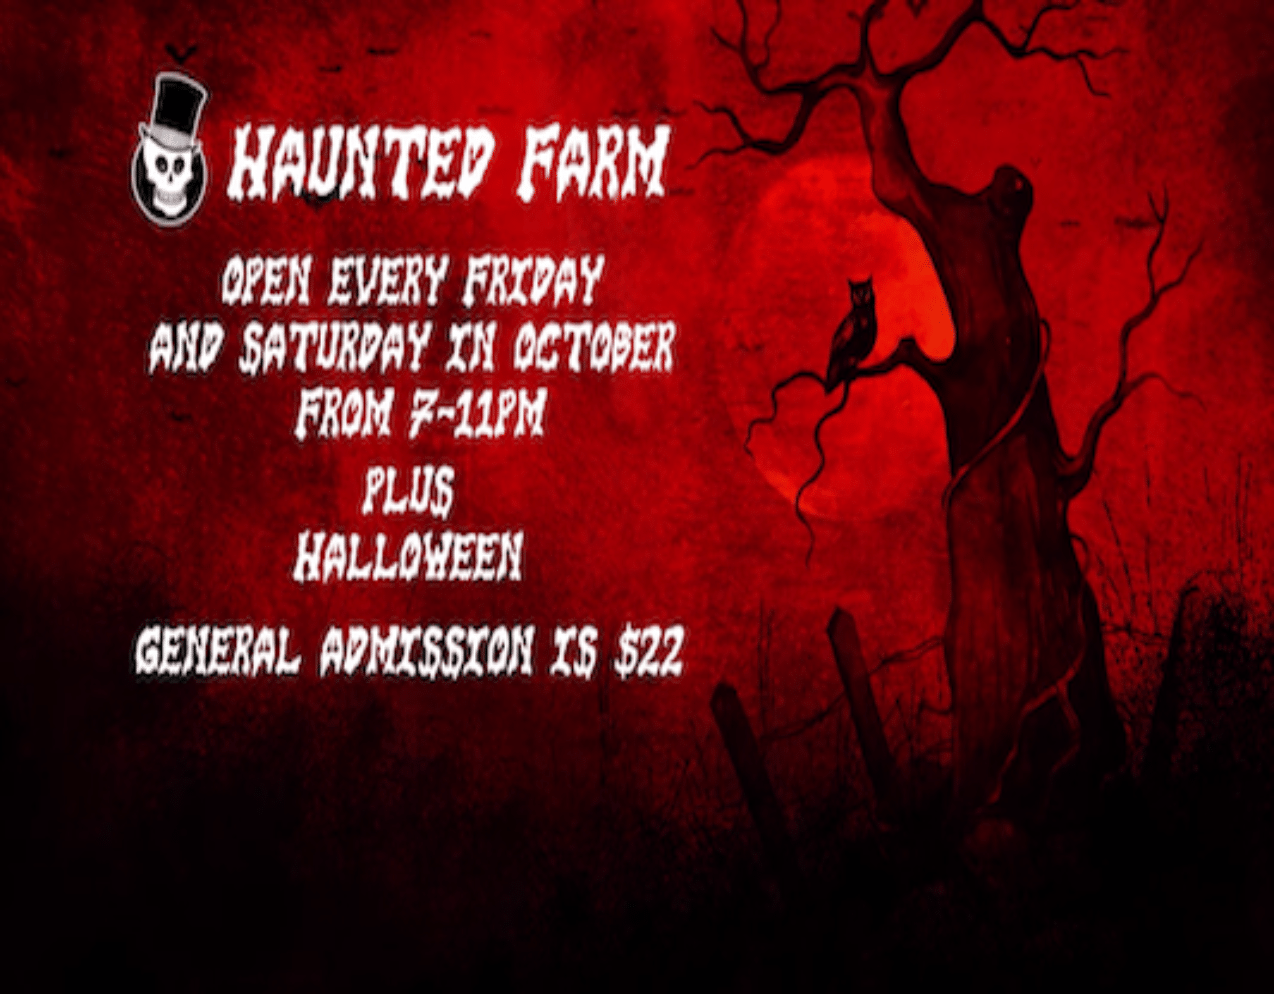 HAUNTED FARM
OPEN EVERY FRIDAY
AND SATURDAY IN OCTOBER
FROM 7-11PM
PLUS
HALLOWEEN
GENERAL ADMISSION IS $22